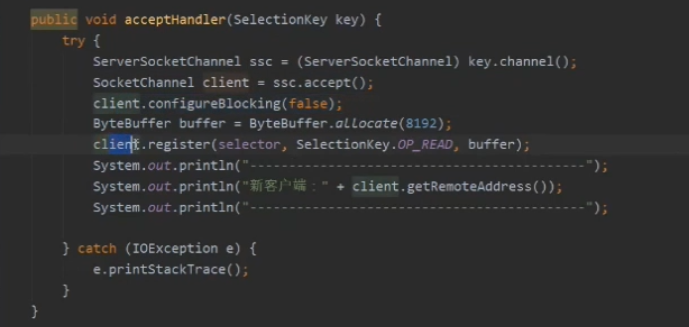 public void acceptHandler(SelectionKey key) {
try {
ServerSocketChannel ssc = (ServerSocketChannel) key.channel();
SocketChannel client = ssc.accept();
client.configureBlocking(false);
ByteBuffer buffer = ByteBuffer.allocate(8192);
client.register(selector, SelectionKey.OP_READ, buffer);
System.out.println("-------------------------------------------");
System.out.println("新客户端：" + client.getRemoteAddress());
System.out.println("-------------------------------------------");
} catch (IOException e) {
e.printStackTrace();
}
}